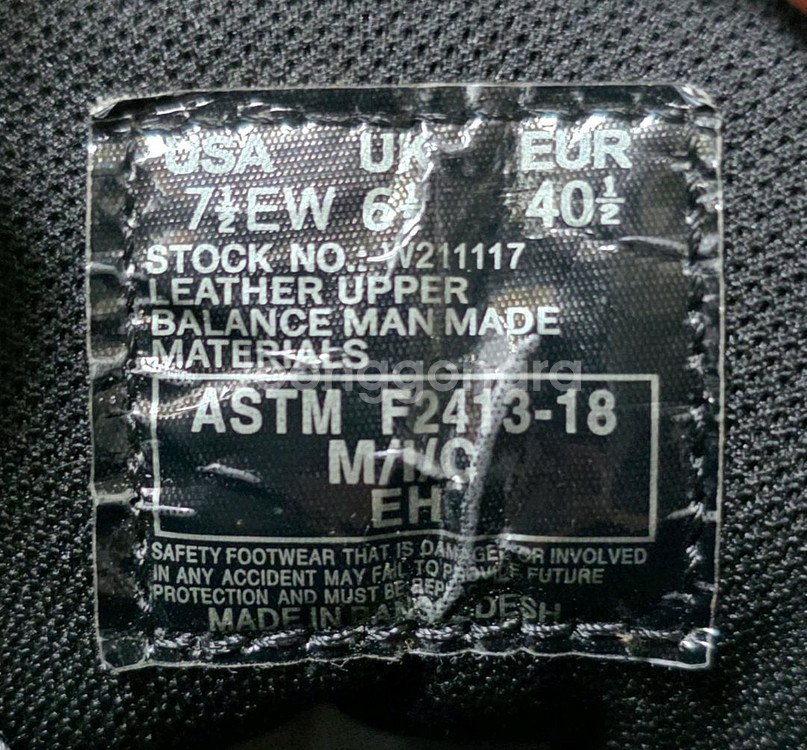 USA UK EUR
7½EW 6½ 40½
STOCK NO.: W211117
LEATHER UPPER
BALANCE MAN MADE
MATERIALS
ASTM F2413-18
M/I/C
EH
SAFETY FOOTWEAR THAT IS DAMAGED OR INVOLVED
IN ANY ACCIDENT MAY FAIL TO PROVIDE FUTURE
PROTECTION AND MUST BE
MADE IN BANGLADESH